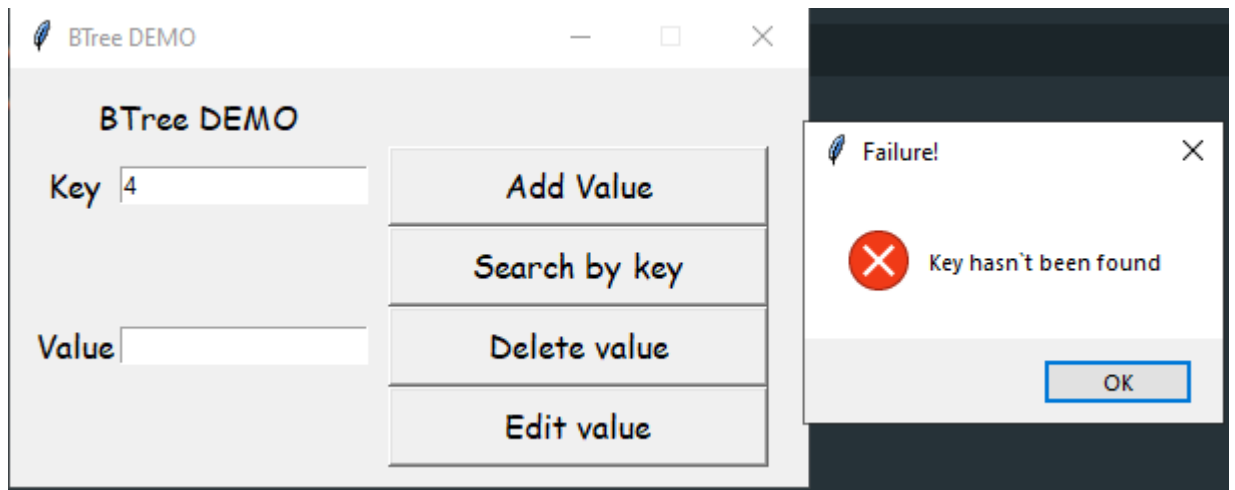 BTree DEMO
BTree DEMO
Key 4
Add Value
Search by key
Value
Delete value
Edit value
Failure!
Key hasn`t been found
OK